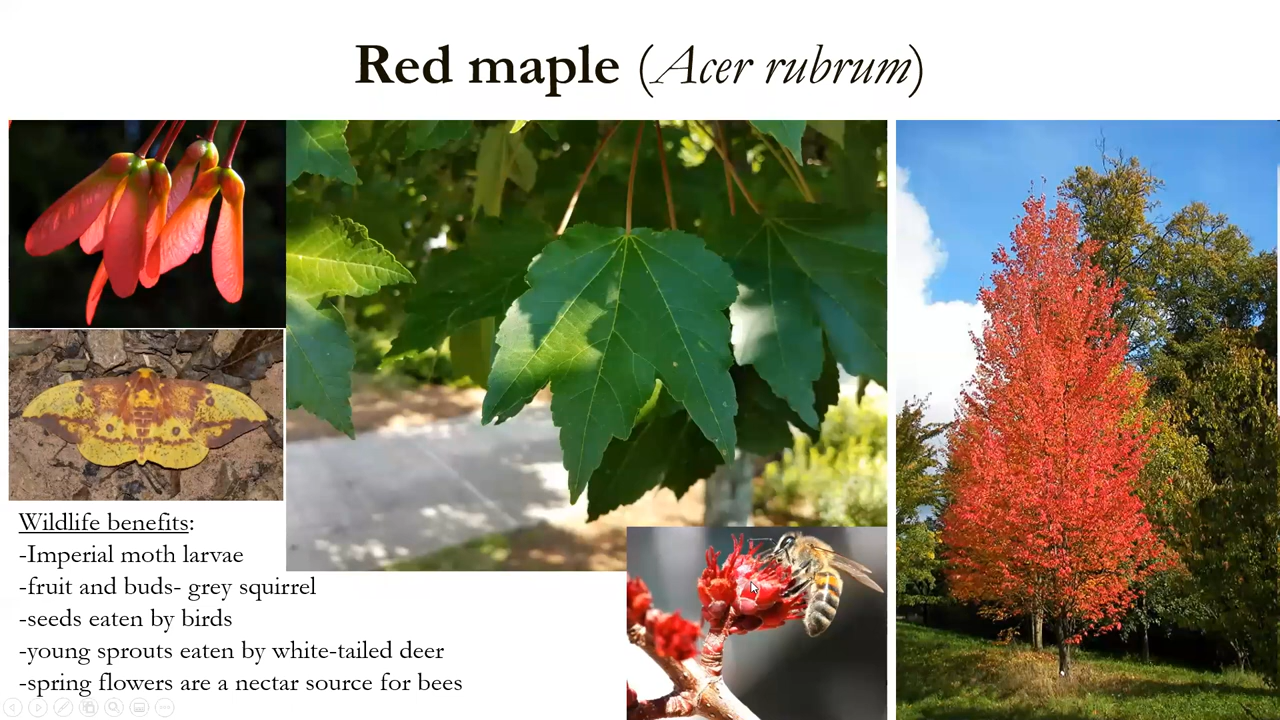 Red maple (Acer rubrum)
Wildlife benefits:
-Imperial moth larvae
-fruit and buds- grey squirrel
-seeds eaten by birds
-young sprouts eaten by white-tailed deer
-spring flowers are a nectar source for bees